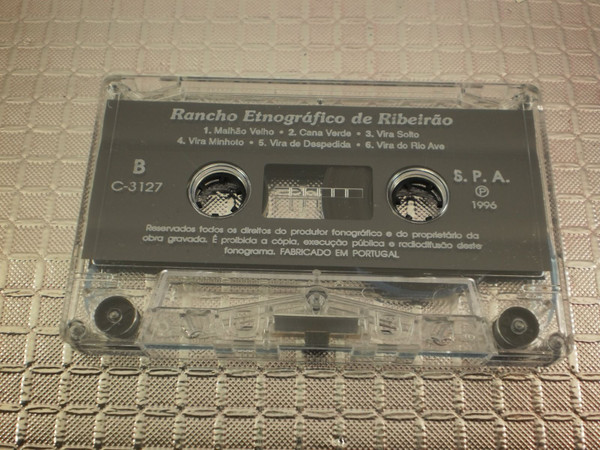 Rancho Etnográfico de Ribeirão
1. Malhão Velho • 2. Cana Verde • 3. Vira Solto
4. Vira Minhoto • 5. Vira de Despedida • 6. Vira do Rio Ave
B
C-3127
S. P. A.
Ⓟ
1996
Reservados todos os direitos do produtor fonográfico e do proprietário da
obra gravada. É proibida a cópia, execução pública e radiodifusão deste
fonograma. FABRICADO EM PORTUGAL